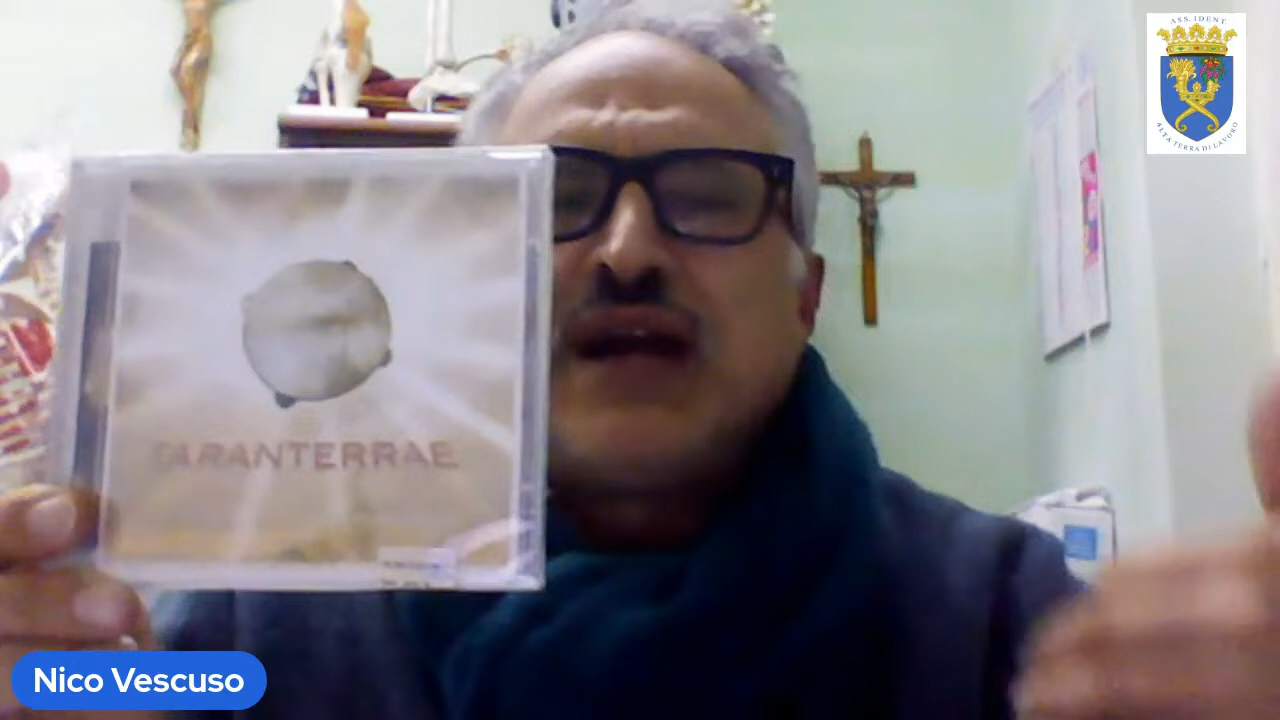 ASS. IDENT.
ALTA TERRA DI LAVORO
TARANTERRAE
Nico Vescuso